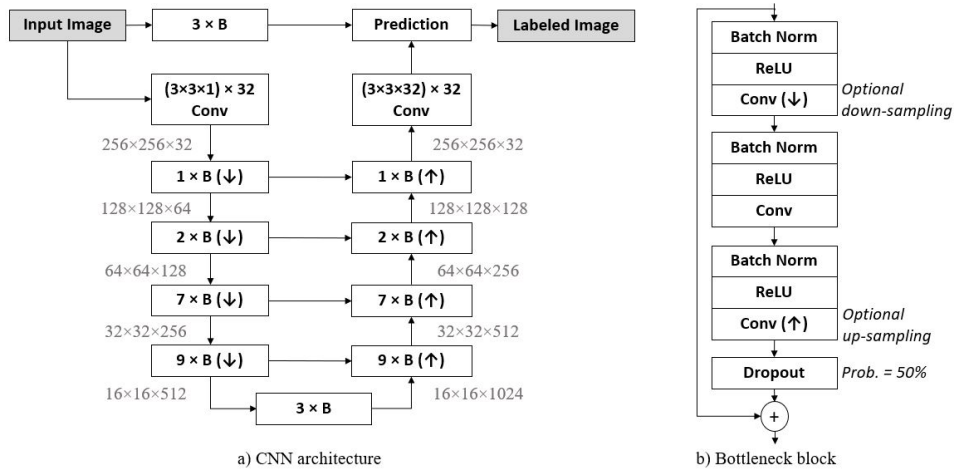 Input Image
3 × B
Prediction
Labeled Image
(3×3×1) × 32
Conv
(3×3×32) × 32
Conv
256×256×32
256×256×32
1 × B (↓)
1 × B (↑)
128×128×64
128×128×128
2 × B (↓)
2 × B (↑)
64×64×128
64×64×256
7 × B (↓)
7 × B (↑)
32×32×256
32×32×512
9 × B (↓)
9 × B (↑)
16×16×512
16×16×1024
3 × B
a) CNN architecture
Batch Norm
ReLU
Conv (↓)
Optional
down-sampling
Batch Norm
ReLU
Conv
Batch Norm
ReLU
Conv (↑)
Optional
up-sampling
Dropout
Prob. = 50%
+
b) Bottleneck block